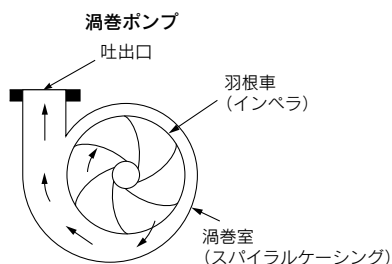 渦巻ポンプ
吐出口
羽根車
(インペラ)
渦巻室
(スパイラルケーシング)